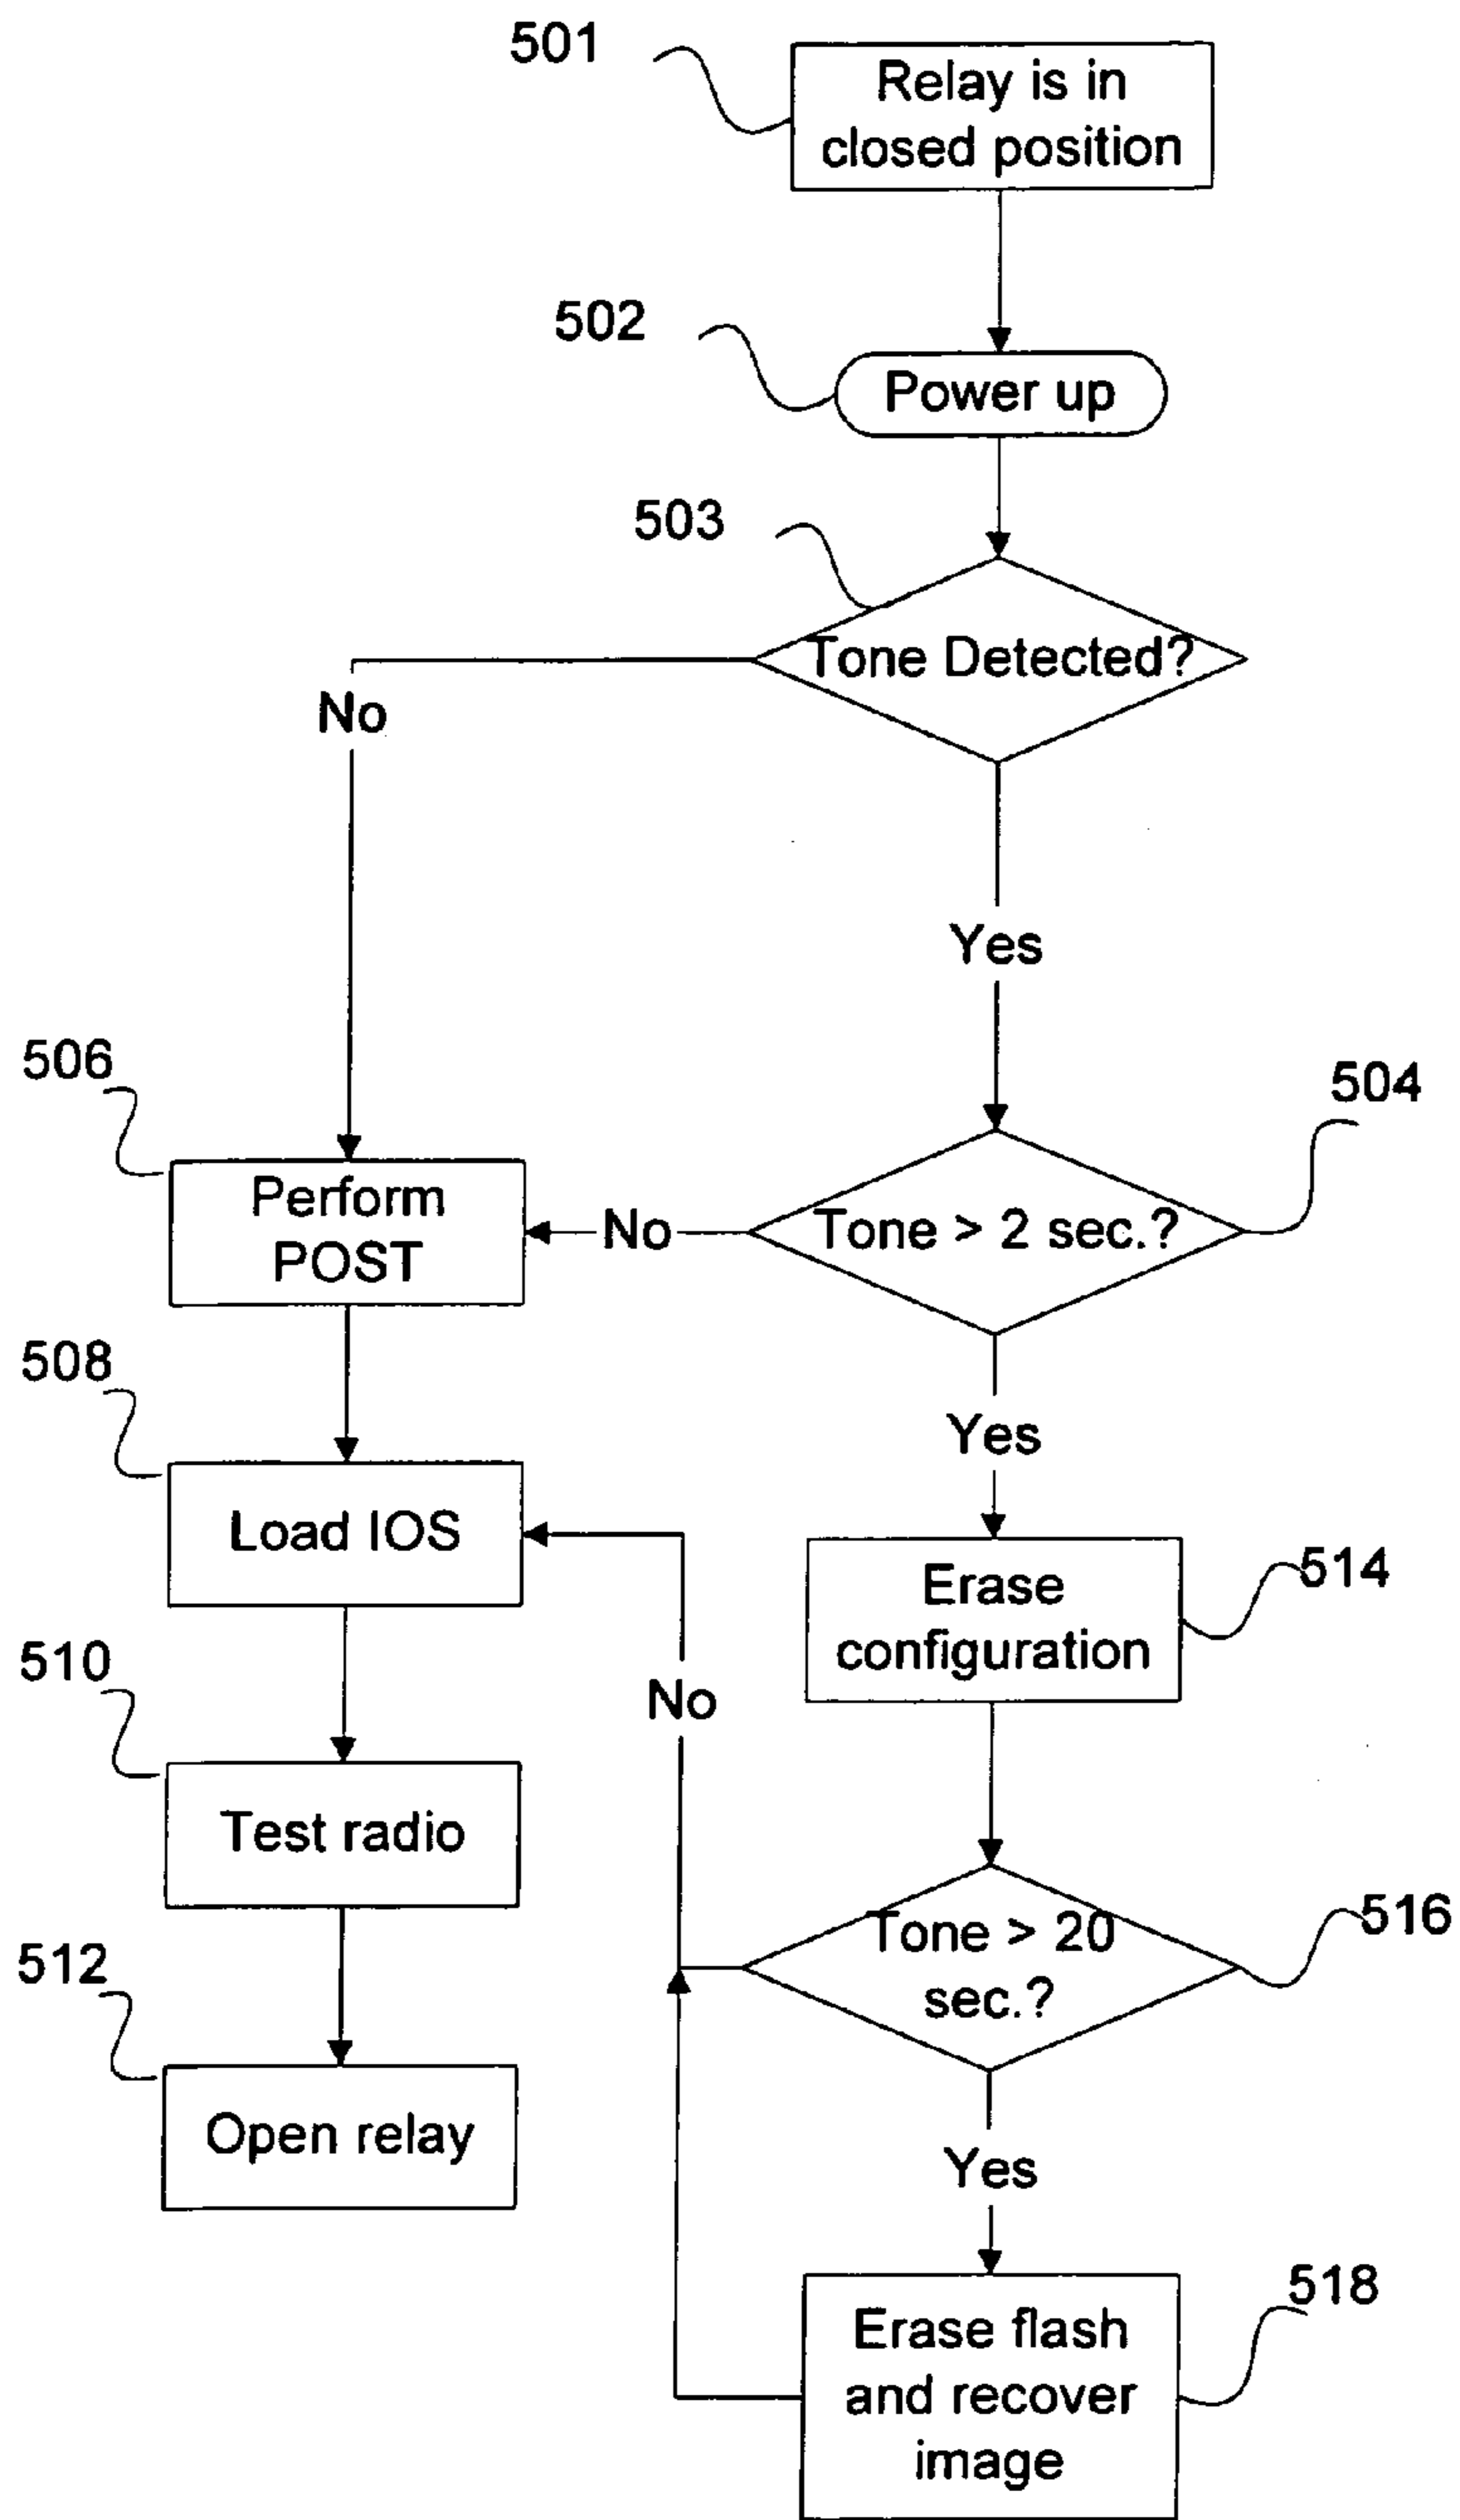 501
Relay is in
closed position
502
Power up
503
Tone Detected?
No
Yes
506
504
Perform
POST
No
Tone > 2 sec.?
508
Yes
Load IOS
514
Erase
configuration
510
No
Test radio
516
Tone > 20
sec.?
512
Open relay
Yes
518
Erase flash
and recover
image